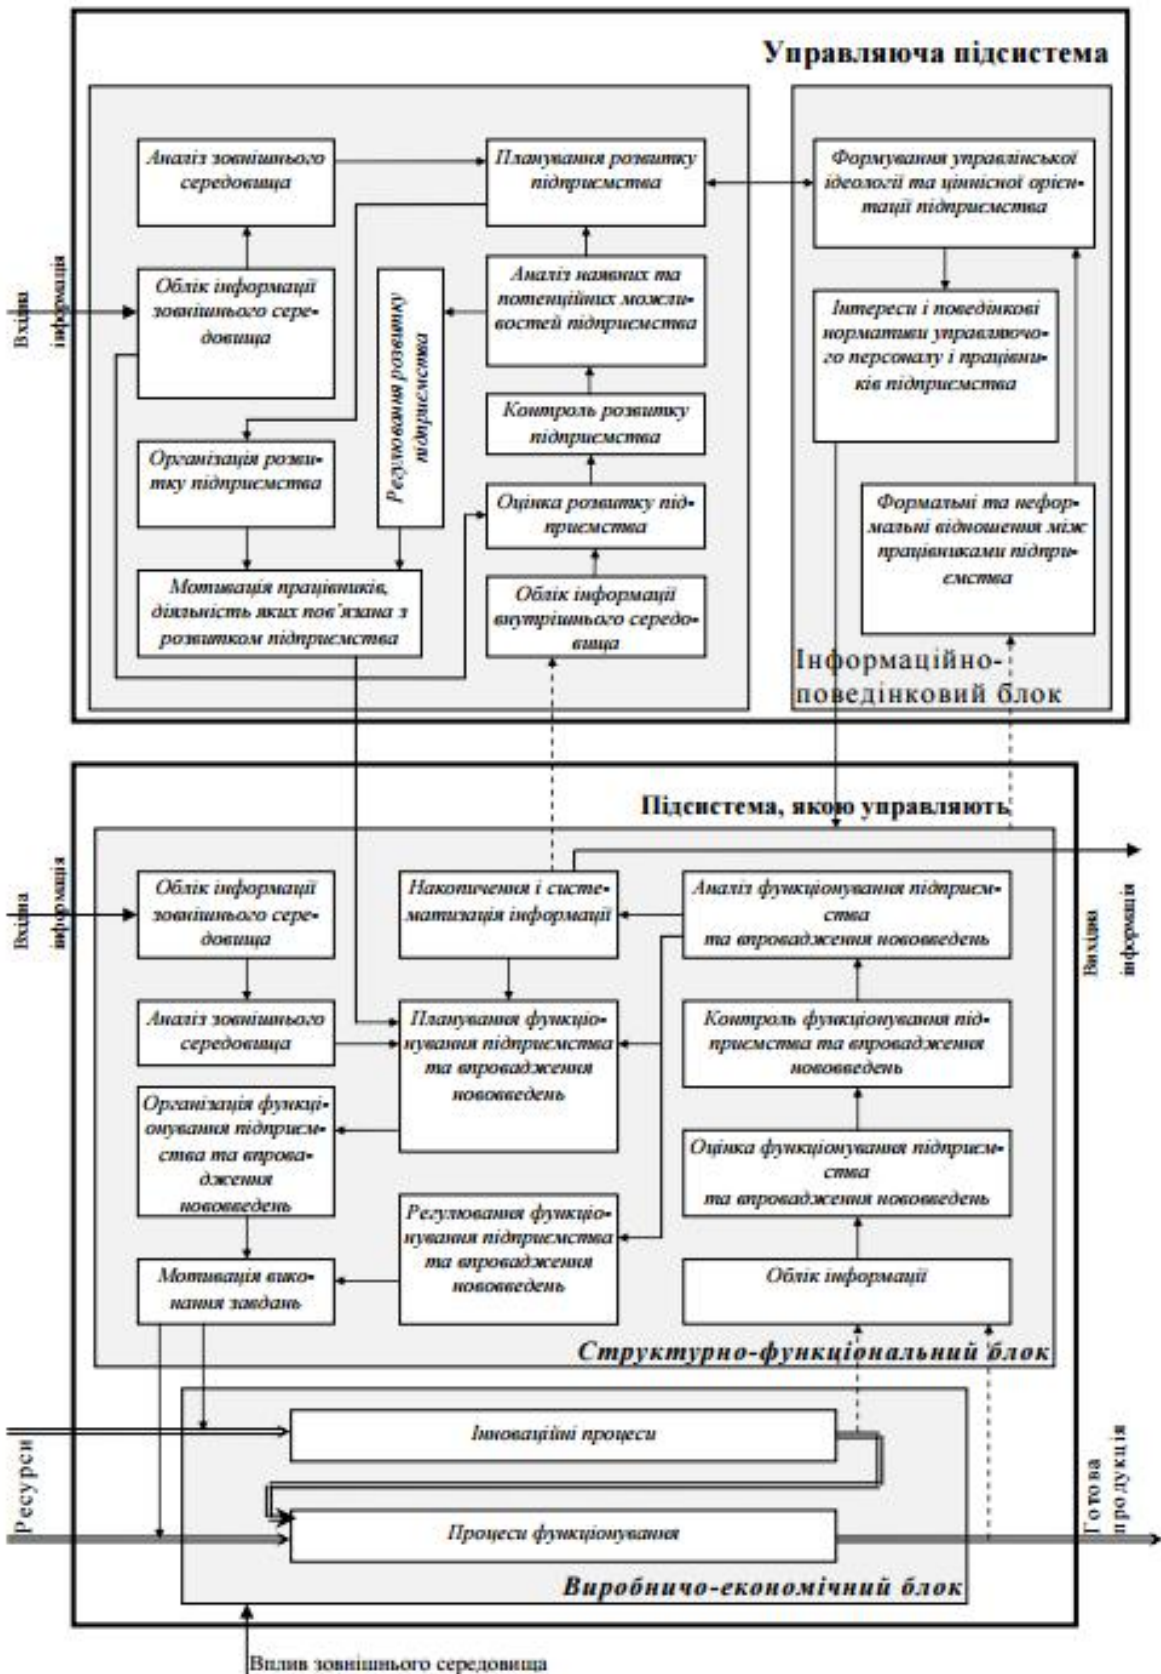 Управляюча підсистема
Аналіз зовнішнього
середовища
Планування розвитку
підприємства
Формування управлінської
ідеології та ціннісної орієн-
тації підприємства
Вхідна
інформація
Облік інформації
зовнішнього сере-
довища
Регулювання розвитку
підприємства
Аналіз наявних та
потенційних можли-
востей підприємства
Інтереси і поведінкові
нормативи управляючо-
го персоналу і працівни-
ків підприємства
Контроль розвитку
підприємства
Організація розви-
тку підприємства
Оцінка розвитку під-
приємства
Формальні та нефор-
мальні відношення між
працівниками підпри-
ємства
Мотивація працівників,
діяльність яких пов’язана з
розвитком підприємства
Облік інформації
внутрішнього середо-
вища
Інформаційно-
поведінковий блок
Підсистема, якою управляють
Вхідна
інформація
Облік інформації
зовнішнього сере-
довища
Накопичення і систе-
матизація інформації
Аналіз функціонування підприєм-
ства
та впровадження нововведень
Вихідна
інформація
Аналіз зовнішнього
середовища
Планування функціо-
нування підприємства
та впровадження
нововведень
Контроль функціонування під-
приємства та впровадження
нововведень
Організація функці-
онування підприєм-
ства та впрова-
дження
нововведень
Оцінка функціонування підприєм-
ства
та впровадження нововведень
Регулювання функціо-
нування підприємства
та впровадження
нововведень
Мотивація вико-
нання завдань
Облік інформації
Структурно-функціональний блок
Ресурси
Інноваційні процеси
Готова
продукція
Процеси функціонування
Виробничо-економічний блок
Вплив зовнішнього середовища